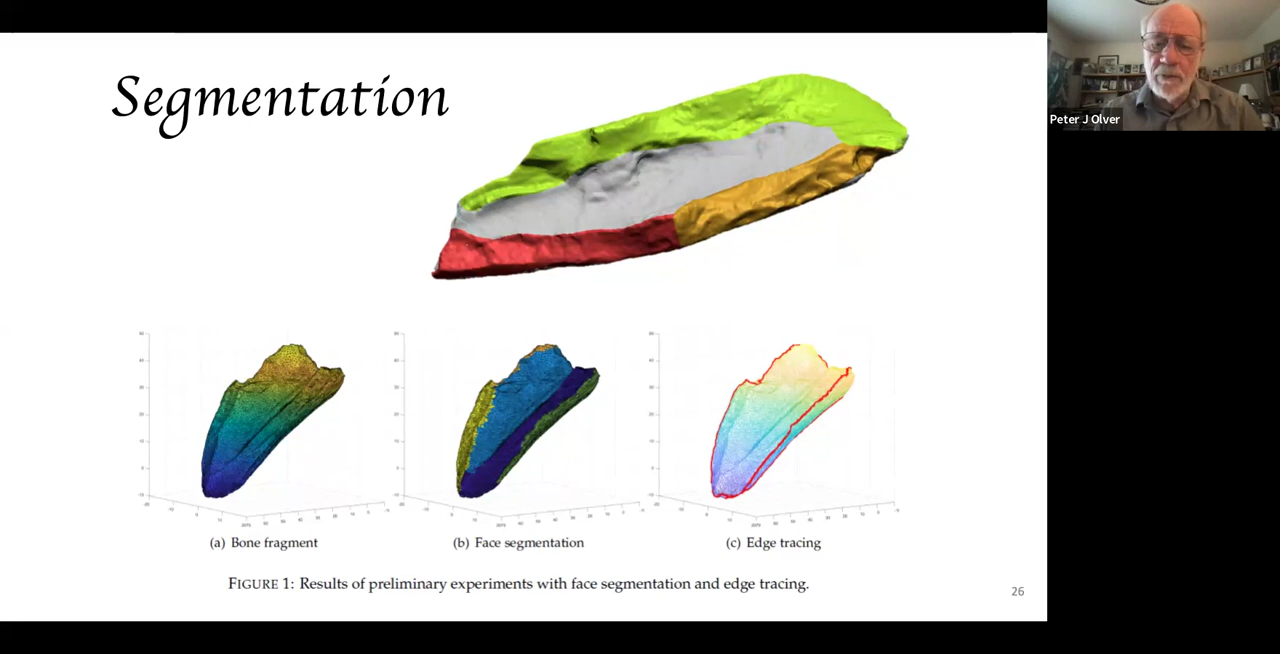 Segmentation
Peter J Olver
(a) Bone fragment
(b) Face segmentation
(c) Edge tracing
FIGURE 1: Results of preliminary experiments with face segmentation and edge tracing.
26